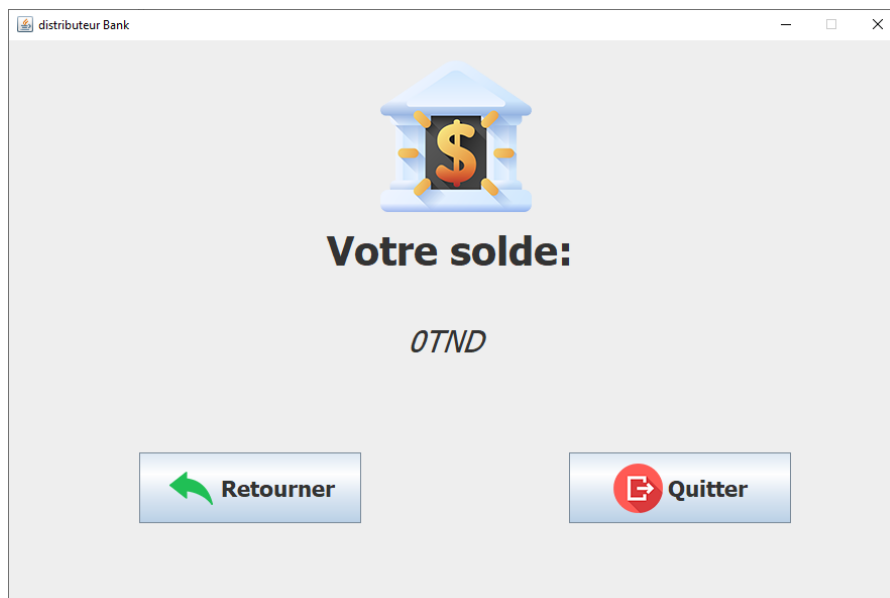 distributeur Bank
$
Votre solde:
0TND
Retourner
Quitter